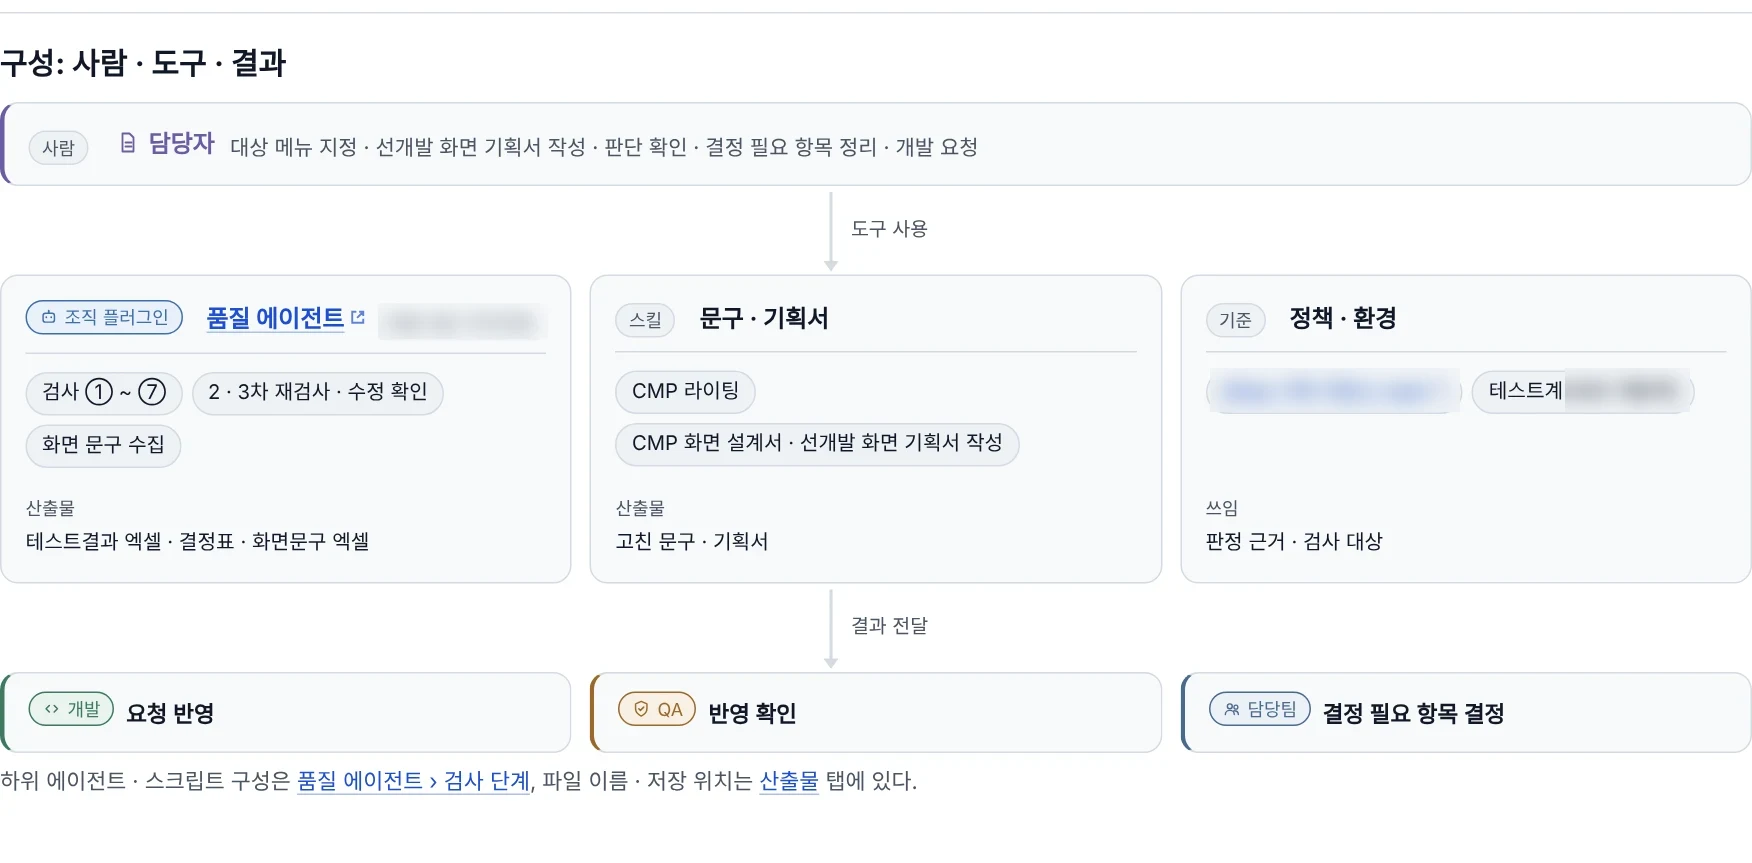 구성: 사람 · 도구 · 결과
사람 담당자 대상 메뉴 지정 · 선개발 화면 기획서 작성 · 판단 확인 · 결정 필요 항목 정리 · 개발 요청
도구 사용
조직 플러그인 품질 에이전트
검사 ① ~ ⑦ 2 · 3차 재검사 · 수정 확인
화면 문구 수집
산출물
테스트결과 엑셀 · 결정표 · 화면문구 엑셀
스킬 문구 · 기획서
CMP 라이팅
CMP 화면 설계서 · 선개발 화면 기획서 작성
산출물
고친 문구 · 기획서
기준 정책 · 환경
테스트계
쓰임
판정 근거 · 검사 대상
결과 전달
개발 요청 반영
QA 반영 확인
담당팀 결정 필요 항목 결정
하위 에이전트 · 스크립트 구성은 품질 에이전트 › 검사 단계, 파일 이름 · 저장 위치는 산출물 탭에 있다.